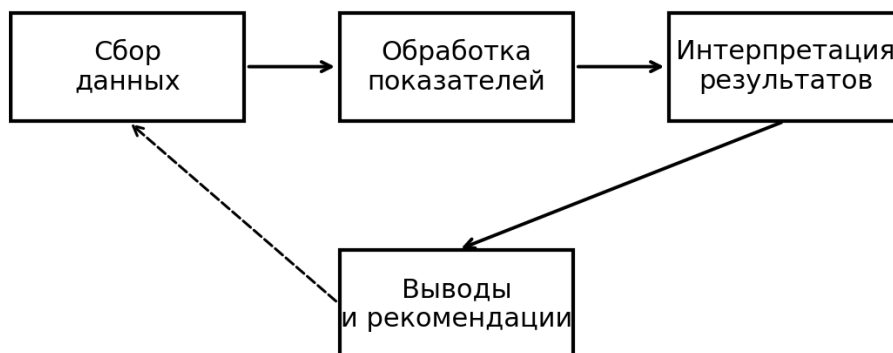 Сбор
данных
Обработка
показателей
Интерпретация
результатов
Выводы
и рекомендации